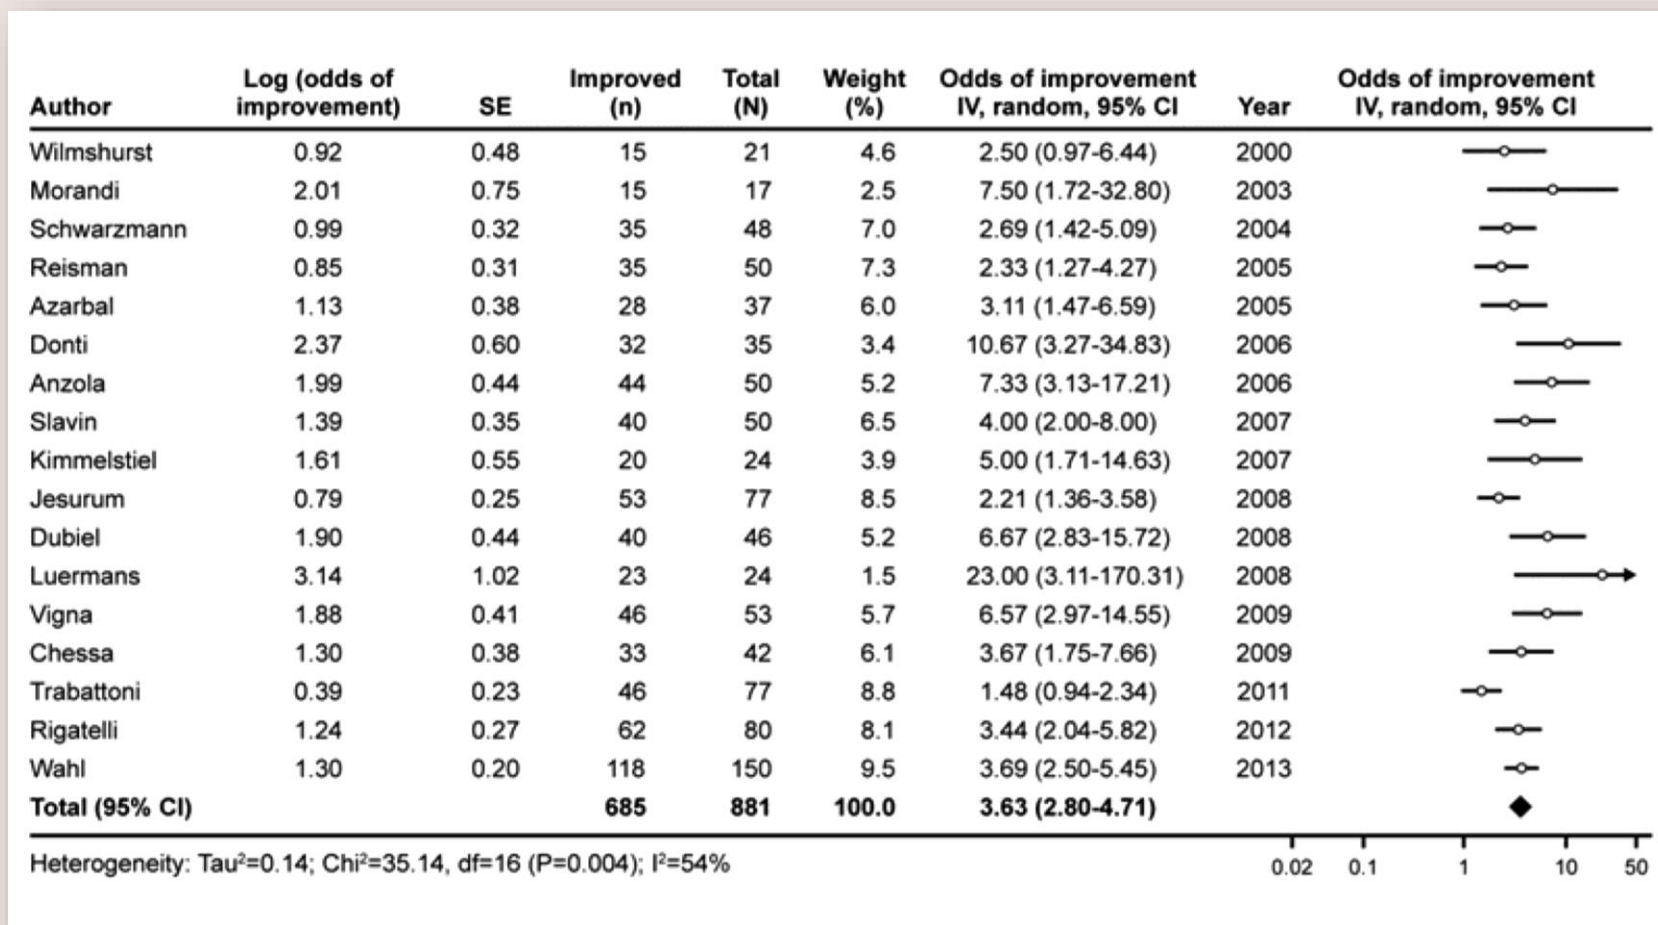 Log (odds of Improved Total Weight Odds of improvement Odds of improvement
Author improvement) SE (n) (N) (%) IV, random, 95% CI Year IV, random, 95% CI
Wilmshurst 0.92 0.48 15 21 4.6 2.50 (0.97-6.44) 2000
Morandi 2.01 0.75 15 17 2.5 7.50 (1.72-32.80) 2003
Schwarzmann 0.99 0.32 35 48 7.0 2.69 (1.42-5.09) 2004
Reisman 0.85 0.31 35 50 7.3 2.33 (1.27-4.27) 2005
Azarbal 1.13 0.38 28 37 6.0 3.11 (1.47-6.59) 2005
Donti 2.37 0.60 32 35 3.4 10.67 (3.27-34.83) 2006
Anzola 1.99 0.44 44 50 5.2 7.33 (3.13-17.21) 2006
Slavin 1.39 0.35 40 50 6.5 4.00 (2.00-8.00) 2007
Kimmelstiel 1.61 0.55 20 24 3.9 5.00 (1.71-14.63) 2007
Jesurum 0.79 0.25 53 77 8.5 2.21 (1.36-3.58) 2008
Dubiel 1.90 0.44 40 46 5.2 6.67 (2.83-15.72) 2008
Luermans 3.14 1.02 23 24 1.5 23.00 (3.11-170.31) 2008
Vigna 1.88 0.41 46 53 5.7 6.57 (2.97-14.55) 2009
Chessa 1.30 0.38 33 42 6.1 3.67 (1.75-7.66) 2009
Trabattoni 0.39 0.23 46 77 8.8 1.48 (0.94-2.34) 2011
Rigatelli 1.24 0.27 62 80 8.1 3.44 (2.04-5.82) 2012
Wahl 1.30 0.20 118 150 9.5 3.69 (2.50-5.45) 2013
Total (95% CI) 685 881 100.0 3.63 (2.80-4.71)
Heterogeneity: Tau²=0.14; Chi²=35.14, df=16 (P=0.004); I²=54% 0.02 0.1 1 10 50